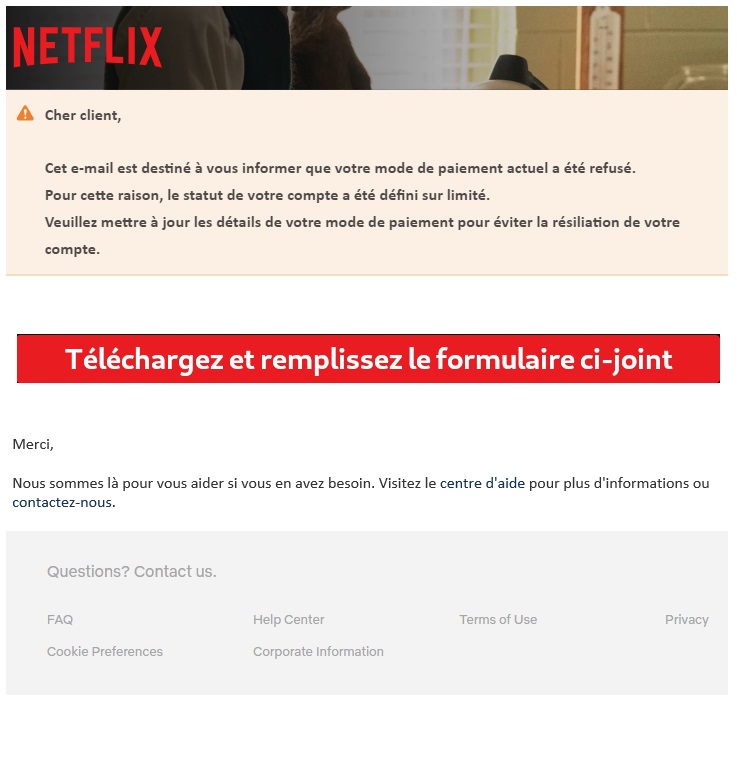 NETFLIX
Cher client,
Cet e-mail est destiné à vous informer que votre mode de paiement actuel a été refusé.
Pour cette raison, le statut de votre compte a été défini sur limité.
Veuillez mettre à jour les détails de votre mode de paiement pour éviter la résiliation de votre
compte.
Téléchargez et remplissez le formulaire ci-joint
Merci,
Nous sommes là pour vous aider si vous en avez besoin. Visitez le centre d'aide pour plus d'informations ou
contactez-nous.
Questions? Contact us.
FAQ Help Center Terms of Use Privacy
Cookie Preferences Corporate Information